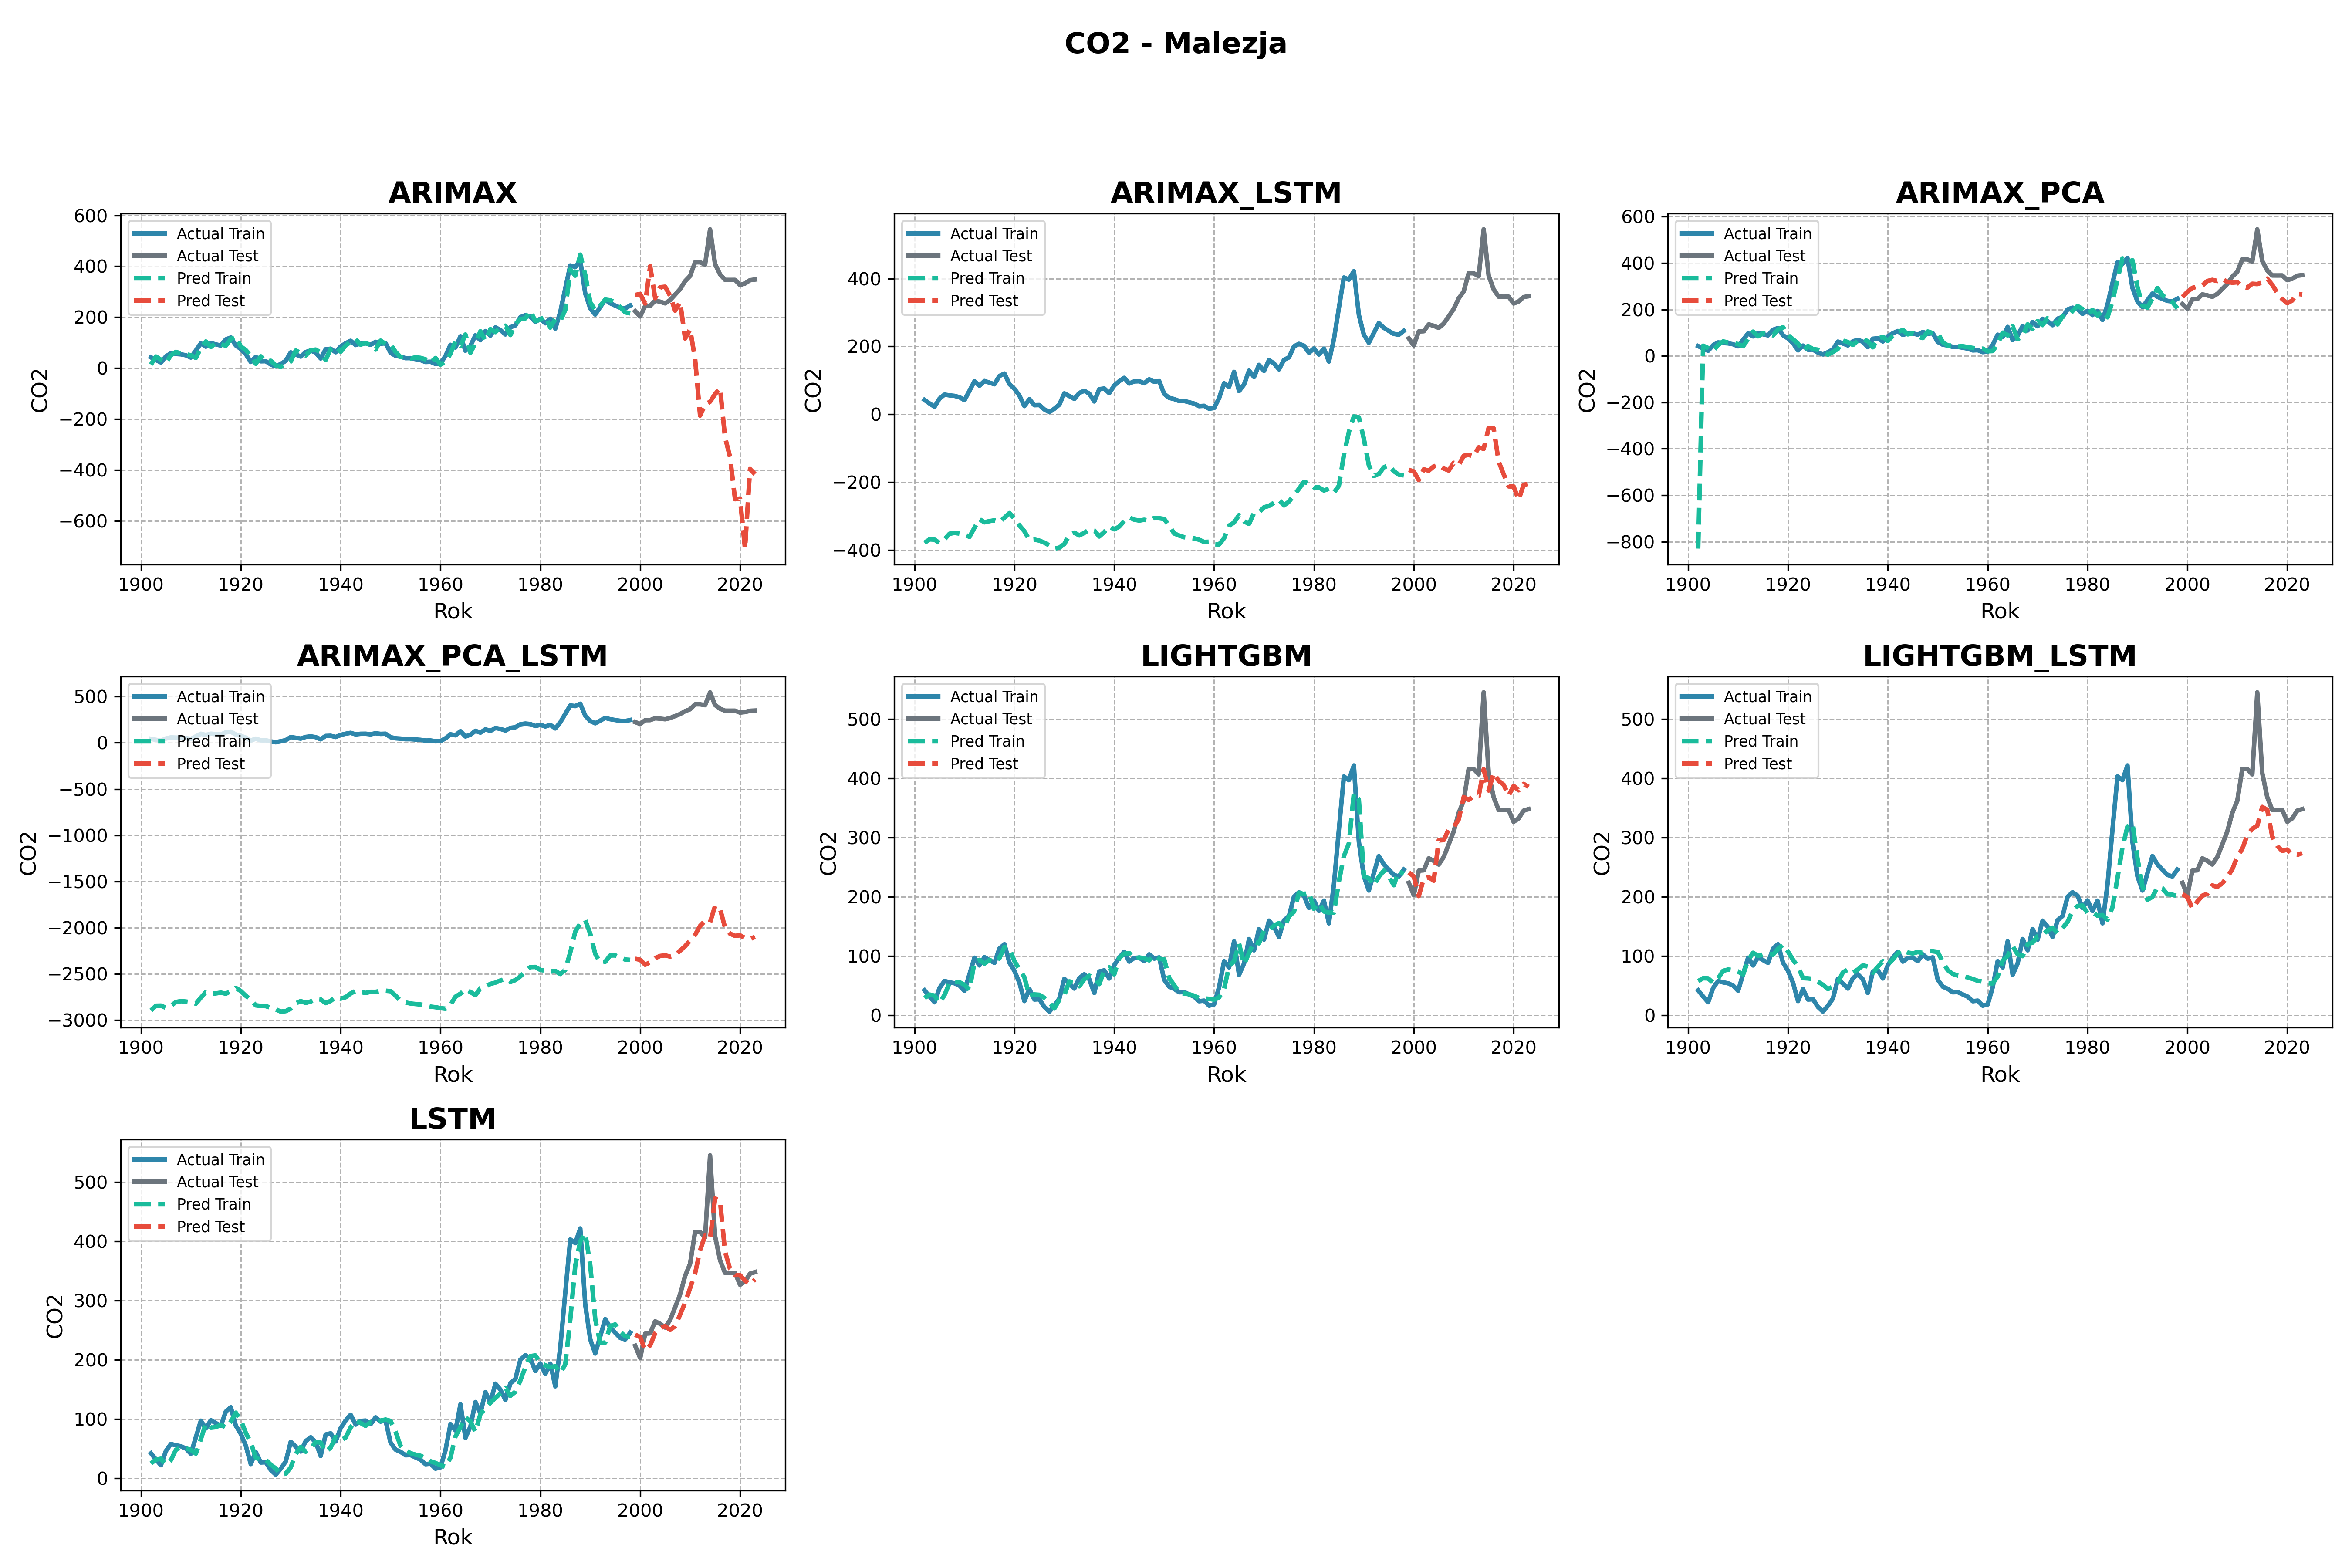 CO2 - Malezja
ARIMAX
600
400
200
0
−200
−400
−600
CO2
Actual Train
Actual Test
Pred Train
Pred Test
1900 1920 1940 1960 1980 2000 2020
Rok
ARIMAX_LSTM
400
200
0
−200
−400
CO2
Actual Train
Actual Test
Pred Train
Pred Test
1900 1920 1940 1960 1980 2000 2020
Rok
ARIMAX_PCA
600
400
200
0
−200
−400
−600
−800
CO2
Actual Train
Actual Test
Pred Train
Pred Test
1900 1920 1940 1960 1980 2000 2020
Rok
ARIMAX_PCA_LSTM
500
0
−500
−1000
−1500
−2000
−2500
−3000
CO2
Actual Train
Actual Test
Pred Train
Pred Test
1900 1920 1940 1960 1980 2000 2020
Rok
LIGHTGBM
500
400
300
200
100
0
CO2
Actual Train
Actual Test
Pred Train
Pred Test
1900 1920 1940 1960 1980 2000 2020
Rok
LIGHTGBM_LSTM
500
400
300
200
100
0
CO2
Actual Train
Actual Test
Pred Train
Pred Test
1900 1920 1940 1960 1980 2000 2020
Rok
LSTM
500
400
300
200
100
0
CO2
Actual Train
Actual Test
Pred Train
Pred Test
1900 1920 1940 1960 1980 2000 2020
Rok